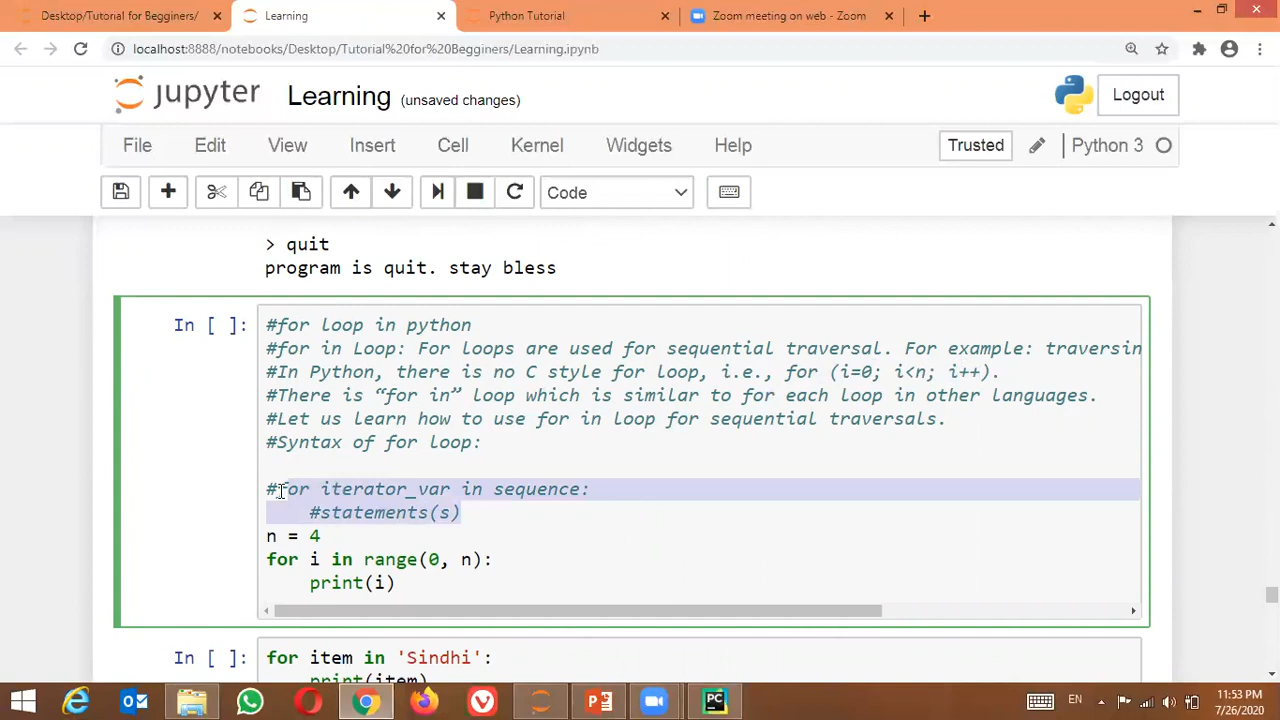 Desktop/Tutorial for Begginers/
Learning
Python Tutorial
Zoom meeting on web - Zoom
localhost:8888/notebooks/Desktop/Tutorial%20for%20Begginers/Learning.ipynb
jupyter Learning (unsaved changes) Logout
File Edit View Insert Cell Kernel Widgets Help Trusted Python 3
Code
> quit
program is quit. stay bless
In [ ]: #for loop in python
#for in Loop: For loops are used for sequential traversal. For example: traversin
#In Python, there is no C style for loop, i.e., for (i=0; i<n; i++).
#There is “for in” loop which is similar to for each loop in other languages.
#Let us learn how to use for in loop for sequential traversals.
#Syntax of for loop:
#for iterator_var in sequence:
#statements(s)
n = 4
for i in range(0, n):
print(i)
In [ ]: for item in 'Sindhi':
print(item)
EN
11:53 PM
7/26/2020